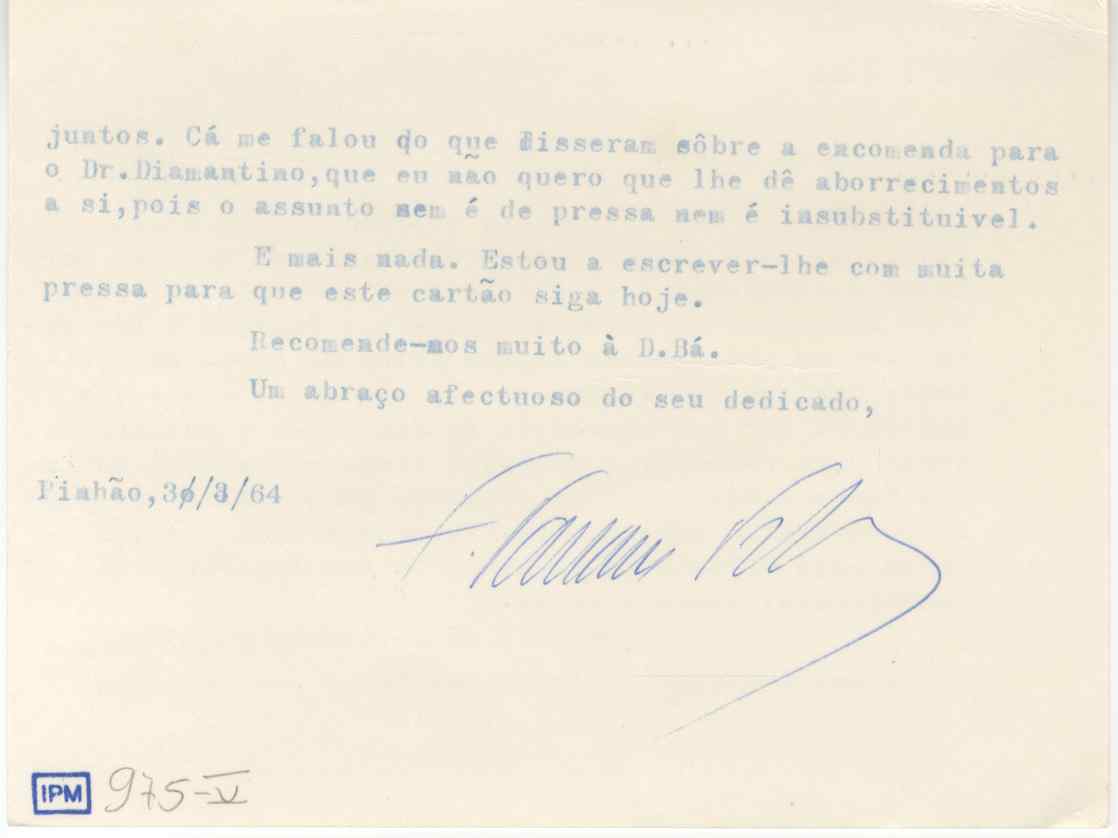 juntos. Cá me falou do que disseram sôbre a encomenda para
o Dr.Diamantino,que eu não quero que lhe dê aborrecimentos
a si,pois o assunto nem é de pressa nem é insubstituivel.
E mais nada. Estou a escrever-lhe com muita
pressa para que este cartão siga hoje.
Recomende-nos muito à D.Bá.
Um abraço afectuoso do seu dedicado,
Pinhão,30/3/64
IPM 975-V